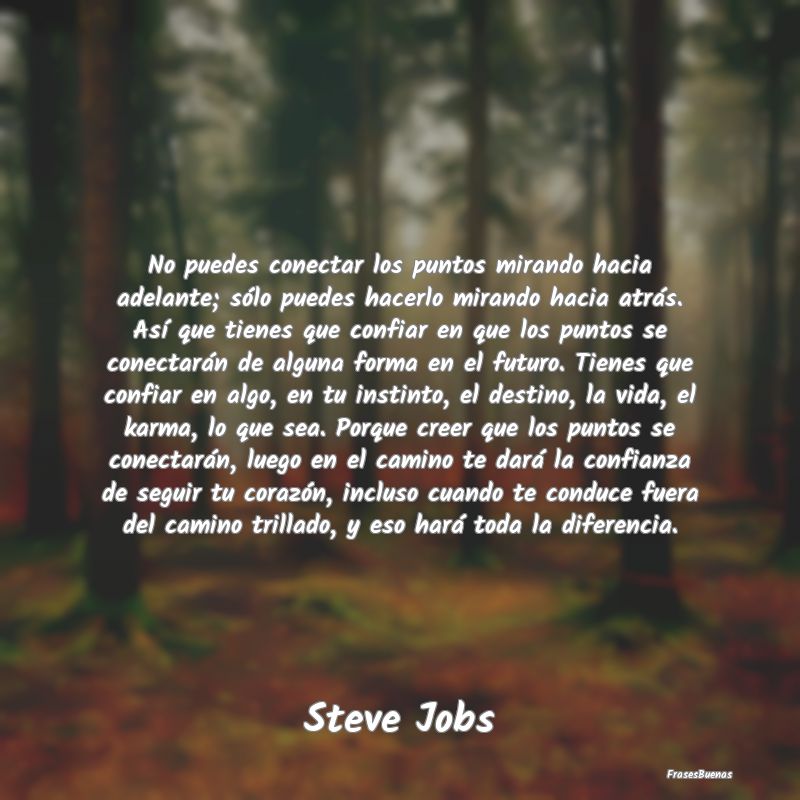 No puedes conectar los puntos mirando hacia
adelante; sólo puedes hacerlo mirando hacia atrás.
Así que tienes que confiar en que los puntos se
conectarán de alguna forma en el futuro. Tienes que
confiar en algo, en tu instinto, el destino, la vida, el
karma, lo que sea. Porque creer que los puntos se
conectarán, luego en el camino te dará la confianza
de seguir tu corazón, incluso cuando te conduce fuera
del camino trillado, y eso hará toda la diferencia.
Steve Jobs
FrasesBuenas